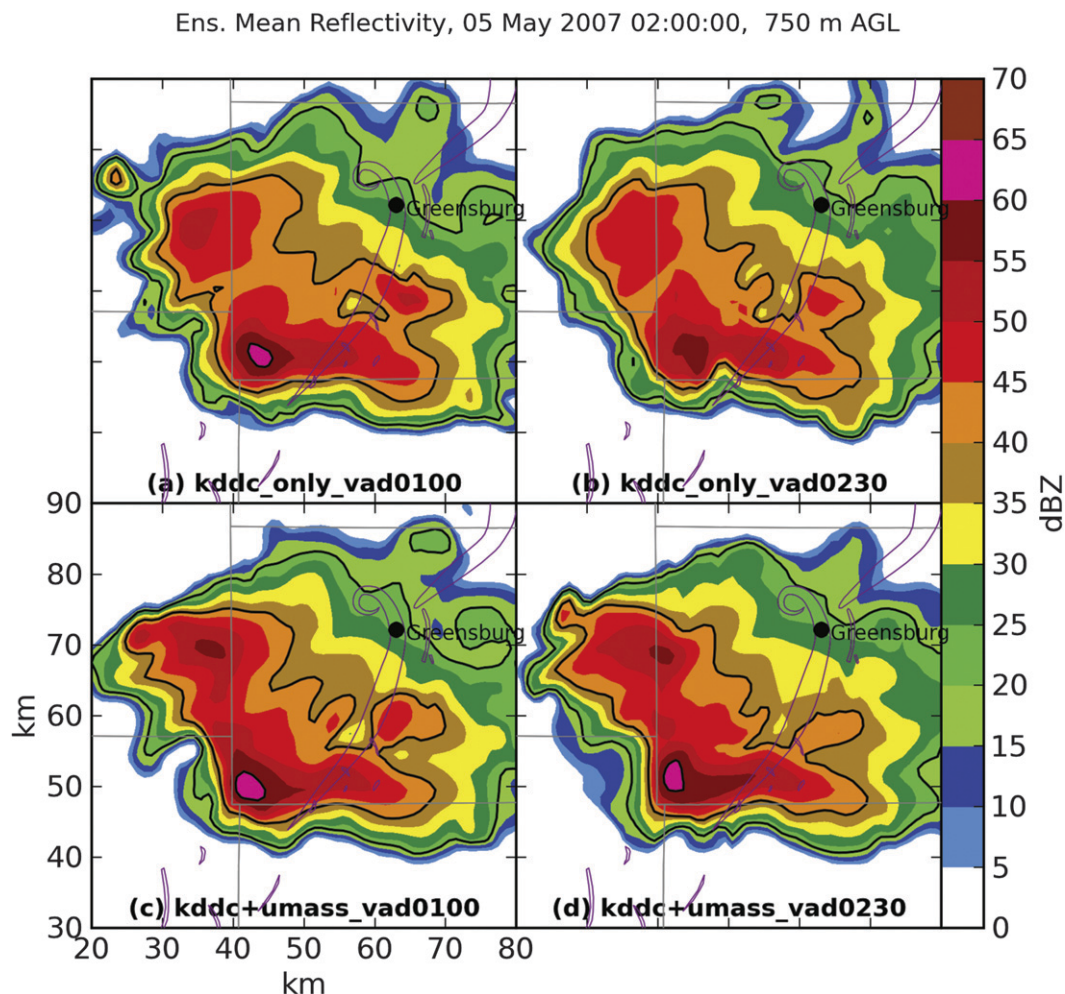 Ens. Mean Reflectivity, 05 May 2007 02:00:00, 750 m AGL
Greensburg
Greensburg
(a) kddc_only_vad0100
(b) kddc_only_vad0230
Greensburg
Greensburg
(c) kddc+umass_vad0100
(d) kddc+umass_vad0230
90
80
70
60
50
40
30
km
20
30
40
50
60
70
80
km
70
65
60
55
50
45
40
35
30
25
20
15
10
5
0
dBZ